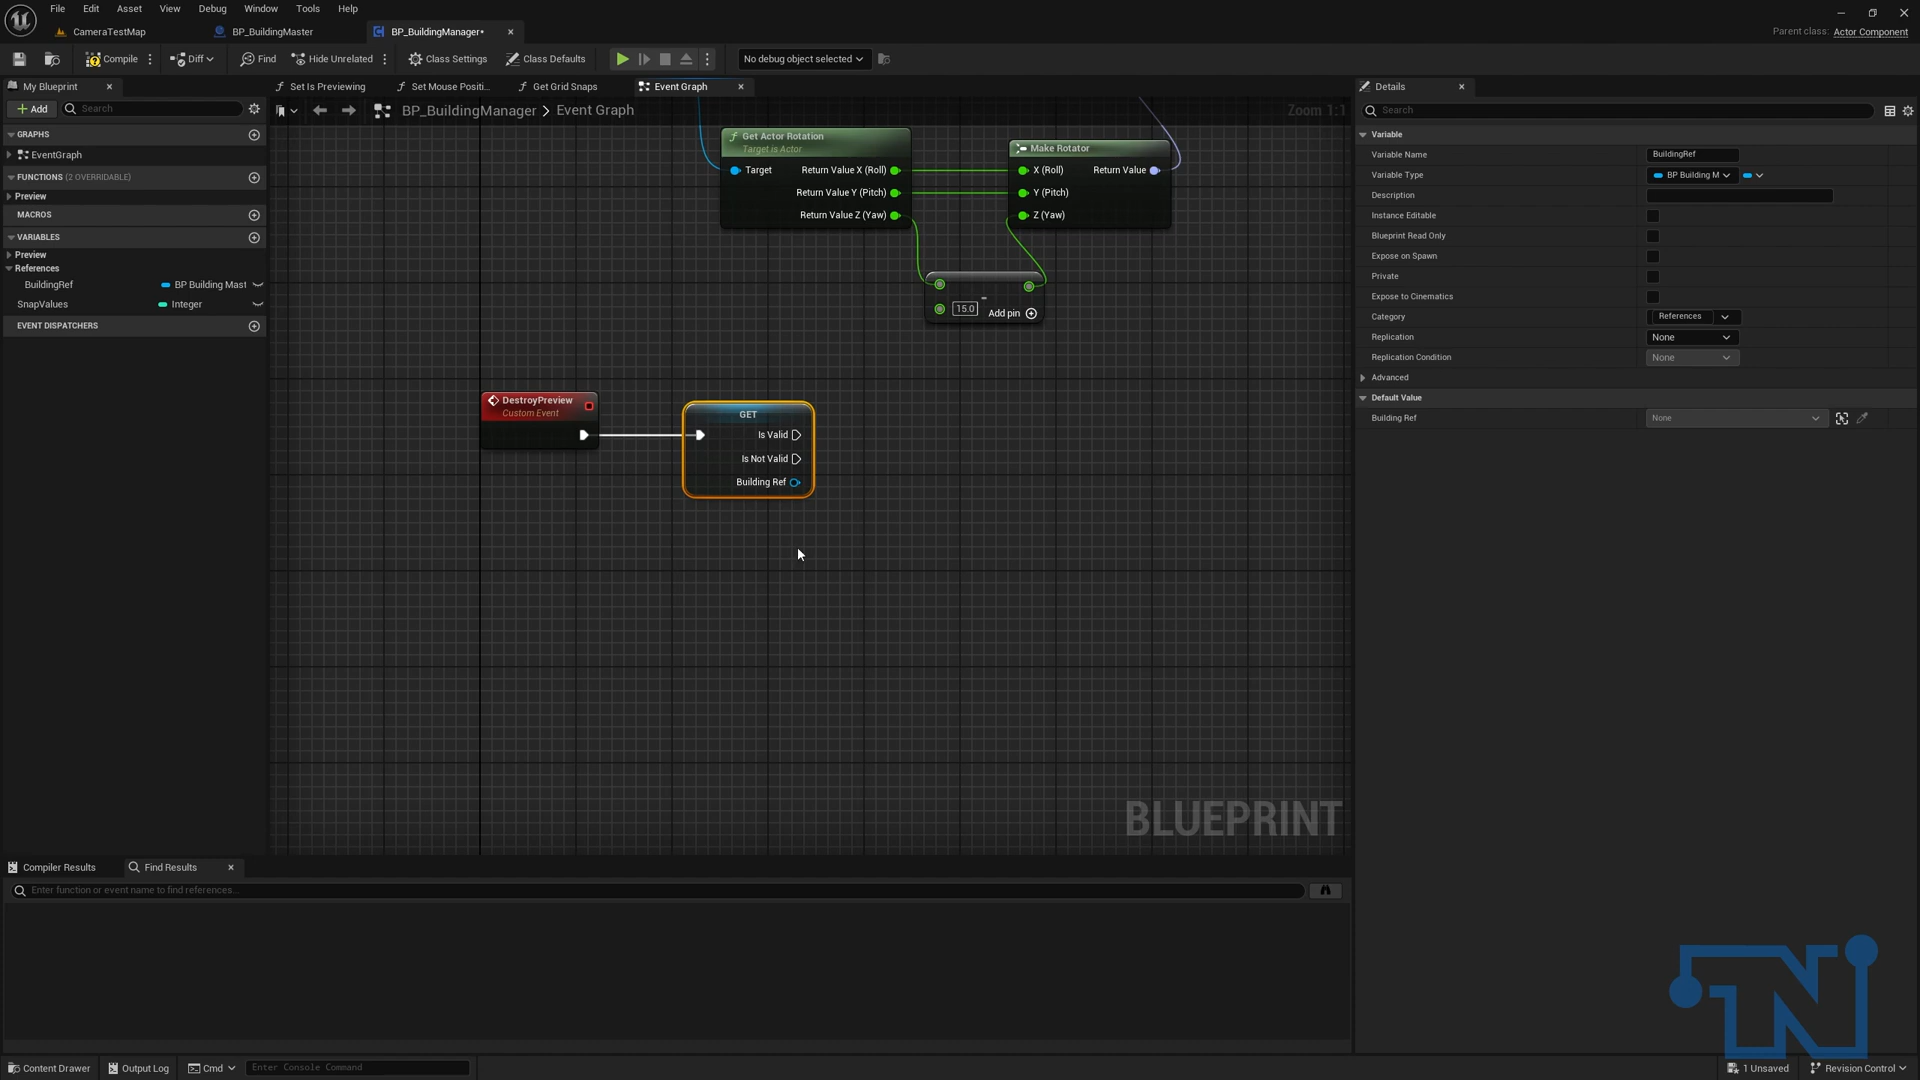 File Edit Asset View Debug Window Tools Help
CameraTestMap BP_BuildingMaster BP_BuildingManager*
Parent class: Actor Component
Compile Diff Find Hide Unrelated Class Settings Class Defaults No debug object selected
My Blueprint Set Is Previewing Set Mouse Positi... Get Grid Snaps Event Graph Details
Add Search
BP_BuildingManager > Event Graph
Zoom 1:1
Search
GRAPHS
EventGraph
FUNCTIONS (2 OVERRIDABLE)
Preview
MACROS
VARIABLES
Preview
References
BuildingRef BP Building Mast
SnapValues Integer
EVENT DISPATCHERS
Get Actor Rotation
Target is Actor
Target Return Value X (Roll)
Return Value Y (Pitch)
Return Value Z (Yaw)
Make Rotator
X (Roll) Return Value
Y (Pitch)
Z (Yaw)
-
15.0 Add pin
DestroyPreview
Custom Event
GET
Is Valid
Is Not Valid
Building Ref
BLUEPRINT
Variable
Variable Name BuildingRef
Variable Type BP Building M
Description
Instance Editable
Blueprint Read Only
Expose on Spawn
Private
Expose to Cinematics
Category References
Replication None
Replication Condition None
Advanced
Default Value
Building Ref None
Compiler Results Find Results
Enter function or event name to find references...
Content Drawer Output Log Cmd Enter Console Command
1 Unsaved Revision Control